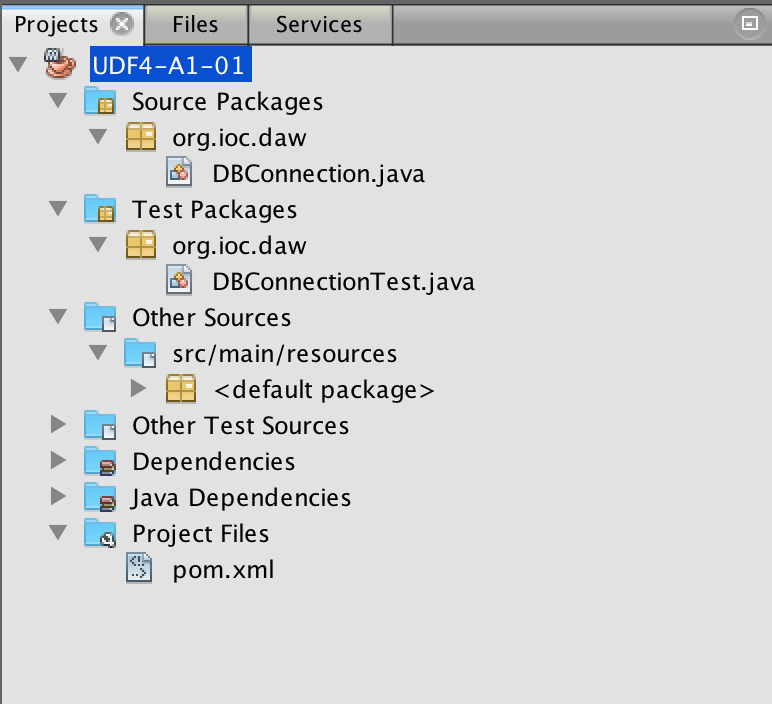 Projects Files Services
UDF4-A1-01
Source Packages
org.ioc.daw
DBConnection.java
Test Packages
org.ioc.daw
DBConnectionTest.java
Other Sources
src/main/resources
<default package>
Other Test Sources
Dependencies
Java Dependencies
Project Files
pom.xml